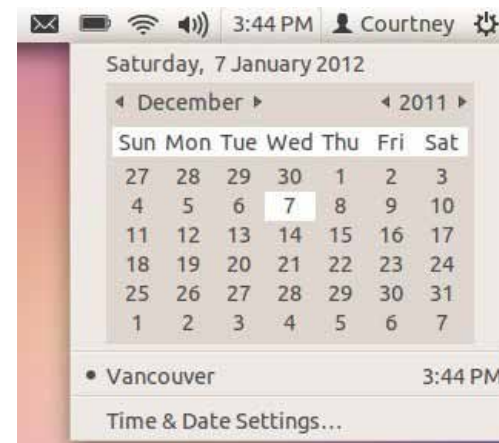 3:44 PM Courtney
Saturday, 7 January 2012
December 2011
Sun Mon Tue Wed Thu Fri Sat
27 28 29 30 1 2 3
4 5 6 7 8 9 10
11 12 13 14 15 16 17
18 19 20 21 22 23 24
25 26 27 28 29 30 31
1 2 3 4 5 6 7
Vancouver 3:44 PM
Time & Date Settings...